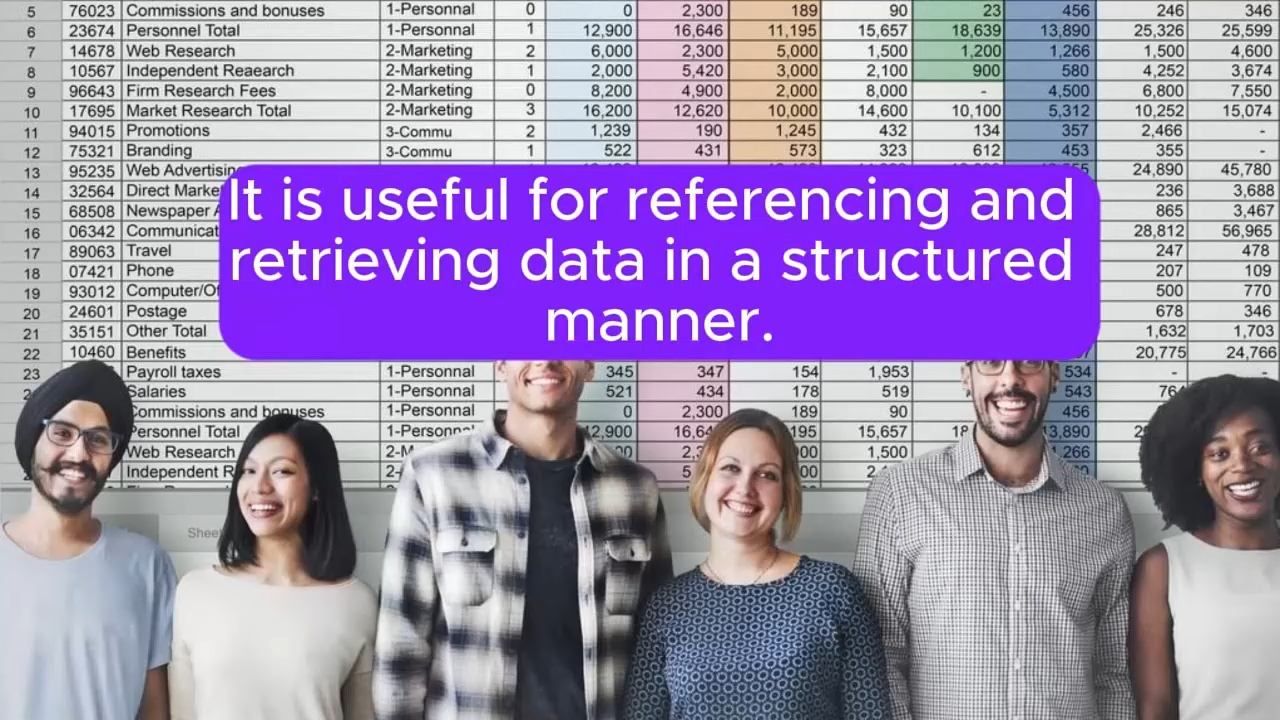 5 76023 Commissions and bonuses 1-Personnal 0 0 2,300 189 90 23 456 246 346
6 23674 Personnel Total 1-Personnal 1 12,900 16,646 11,195 15,657 18,639 13,890 25,326 25,599
7 14678 Web Research 2-Marketing 2 6,000 2,300 5,000 1,500 1,200 1,266 1,500 4,600
8 10567 Independent Reaearch 2-Marketing 1 2,000 5,420 3,000 2,100 900 580 4,252 3,674
9 96643 Firm Research Fees 2-Marketing 0 8,200 4,900 2,000 8,000 - 4,500 6,800 7,550
10 17695 Market Research Total 2-Marketing 3 16,200 12,620 10,000 14,600 10,100 5,312 10,252 15,074
11 94015 Promotions 3-Commu 2 1,239 190 1,245 432 134 357 2,466 -
12 75321 Branding 3-Commu 1 522 431 573 323 612 453 355 -
13 95235 Web 24,890 45,780
14 32564 Direct 236 3,688
15 68508 Newspaper 865 3,467
16 06342 28,812 56,965
17 89063 Travel 247 478
18 07421 Phone 207 109
19 93012 500 770
20 24601 Postage 678 346
21 35151 Other Total 1,632 1,703
22 10460 Benefits 20,775 24,766
It is useful for referencing and
retrieving data in a structured
manner.
23 Payroll taxes 1-Personnal 345 347 154 1,953 534 - -
Salaries 1-Personnal 521 434 178 519 543
Commissions and bonuses 1-Personnal 0 2,300 189 90 456
Personnel Total 12,900 15,657 13,890
Web Research 1,500
Independent